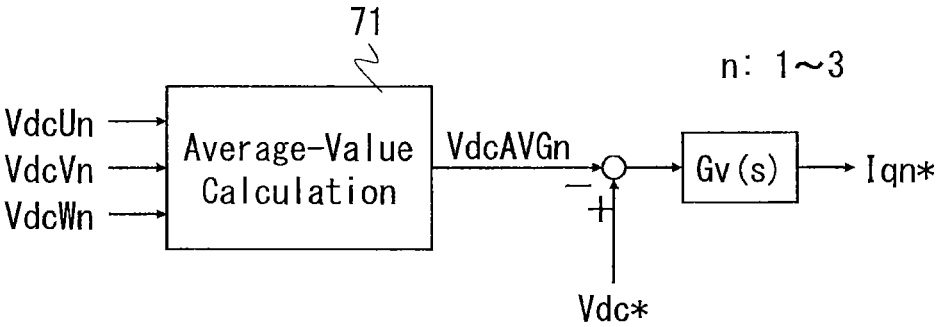 71
n: 1～3
VdcUn
VdcVn
VdcWn
Average-Value
Calculation
VdcAVGn
−
+
Gv(s)
Iqn*
Vdc*